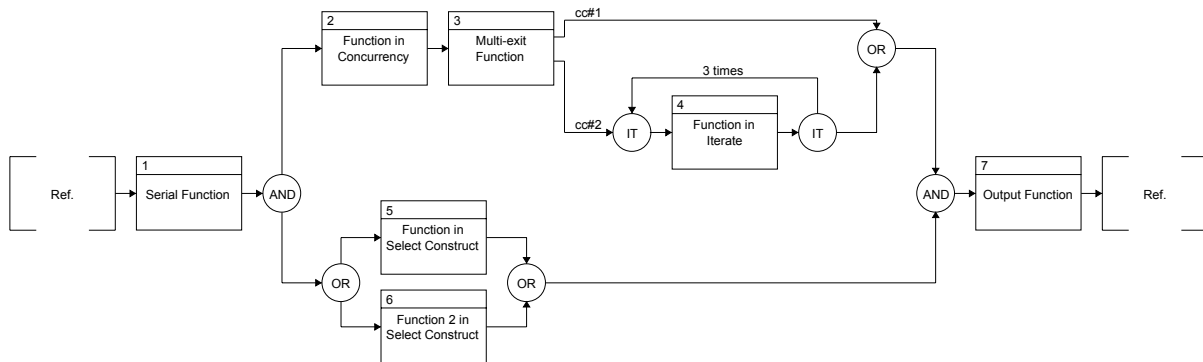 2
Function in
Concurrency
3
Multi-exit
Function
cc#1
OR
3 times
cc#2
IT
4
Function in
Iterate
IT
Ref.
1
Serial Function
AND
AND
7
Output Function
Ref.
5
Function in
Select Construct
OR
OR
6
Function 2 in
Select Construct